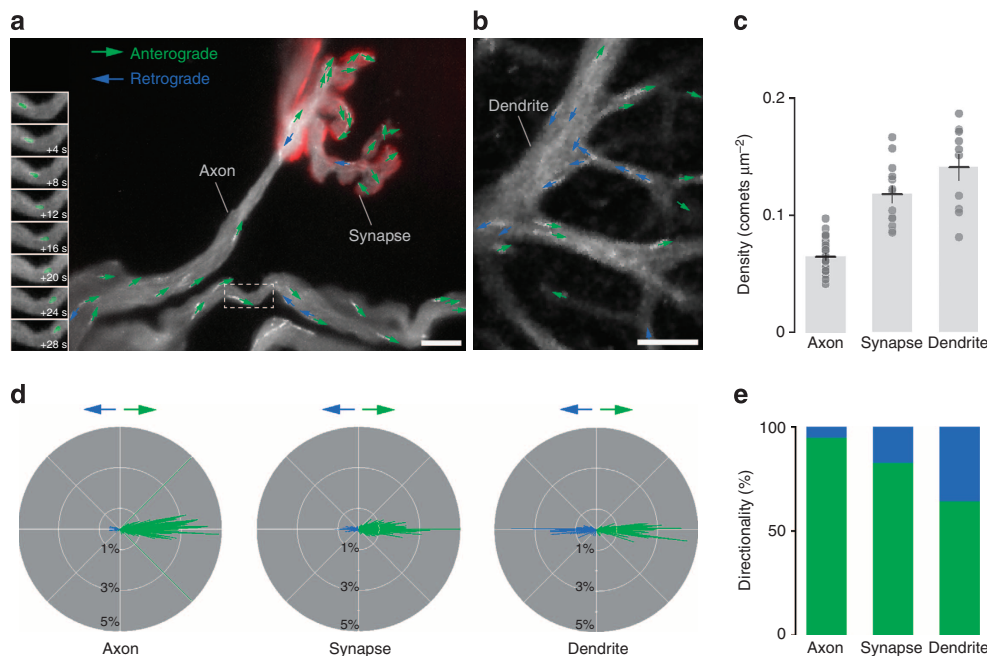 a
Anterograde
Retrograde
Axon
Synapse
+4 s
+8 s
+12 s
+16 s
+20 s
+24 s
+28 s
b
Dendrite
c
Density (comets μm−2)
0.2
0.1
0
Axon Synapse Dendrite
d
1%
3%
5%
Axon
1%
3%
5%
Synapse
1%
3%
5%
Dendrite
e
Directionality (%)
100
50
0
Axon Synapse Dendrite